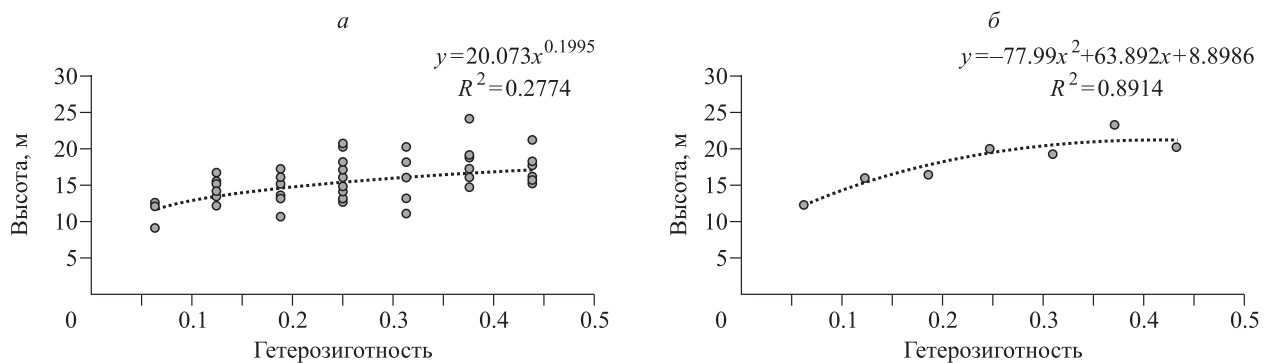 а
y=20.073x^0.1995
R^2=0.2774
30
25
20
15
10
5
0
0.1
0.2
0.3
0.4
0.5
Высота, м
Гетерозиготность
б
y=–77.99x^2+63.892x+8.8986
R^2=0.8914
30
25
20
15
10
5
0
0.1
0.2
0.3
0.4
0.5
Высота, м
Гетерозиготность